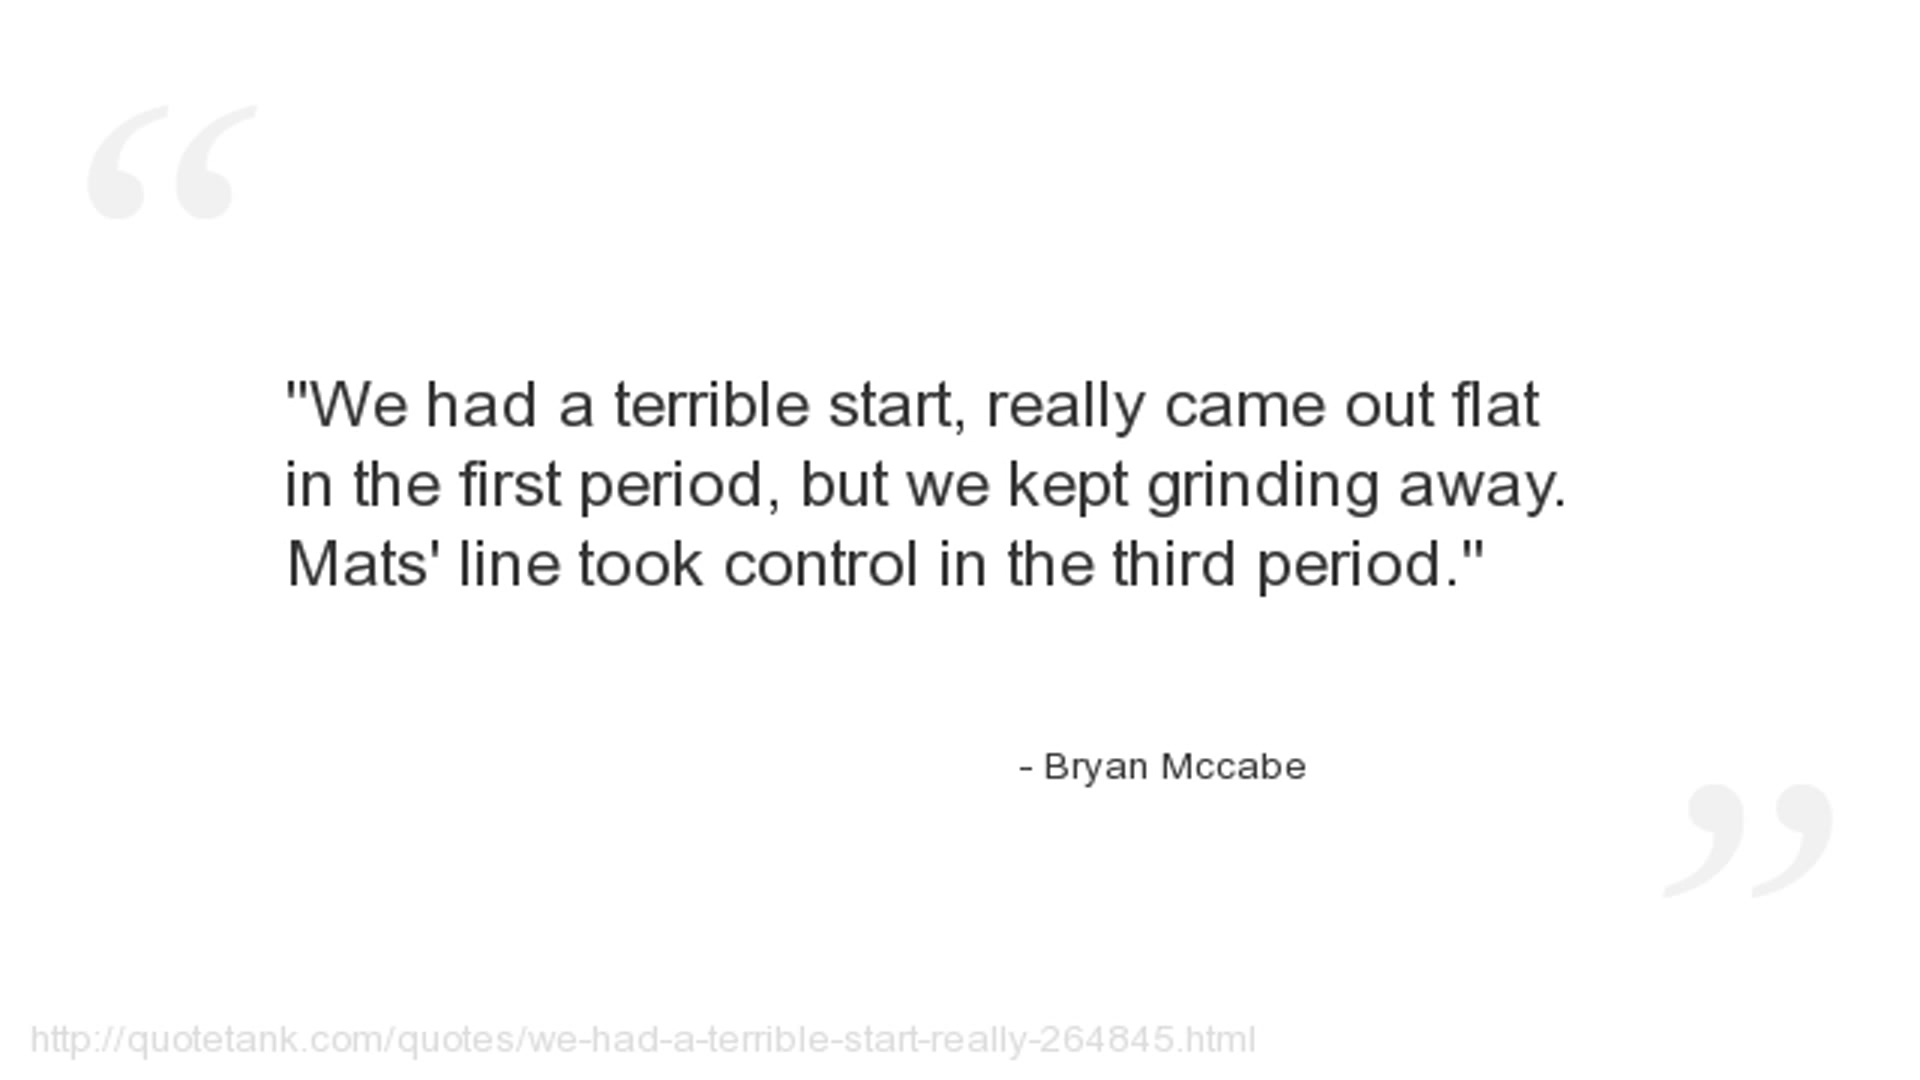 "We had a terrible start, really came out flat
in the first period, but we kept grinding away.
Mats' line took control in the third period."
- Bryan Mccabe
http://quotetank.com/quotes/we-had-a-terrible-start-really-264845.html